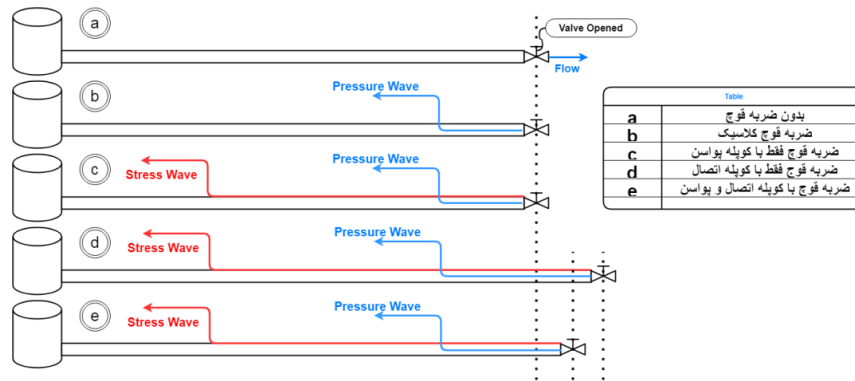 a
Valve Opened
Flow
b
Pressure Wave
c
Stress Wave
Pressure Wave
d
Stress Wave
Pressure Wave
e
Stress Wave
Pressure Wave
Table
a بدون ضربه قوچ
b ضربه قوچ کلاسیک
c ضربه قوچ فقط با کوپله پواسن
d ضربه قوچ فقط با کوپله اتصال
e ضربه قوچ با کوپله اتصال و پواسن